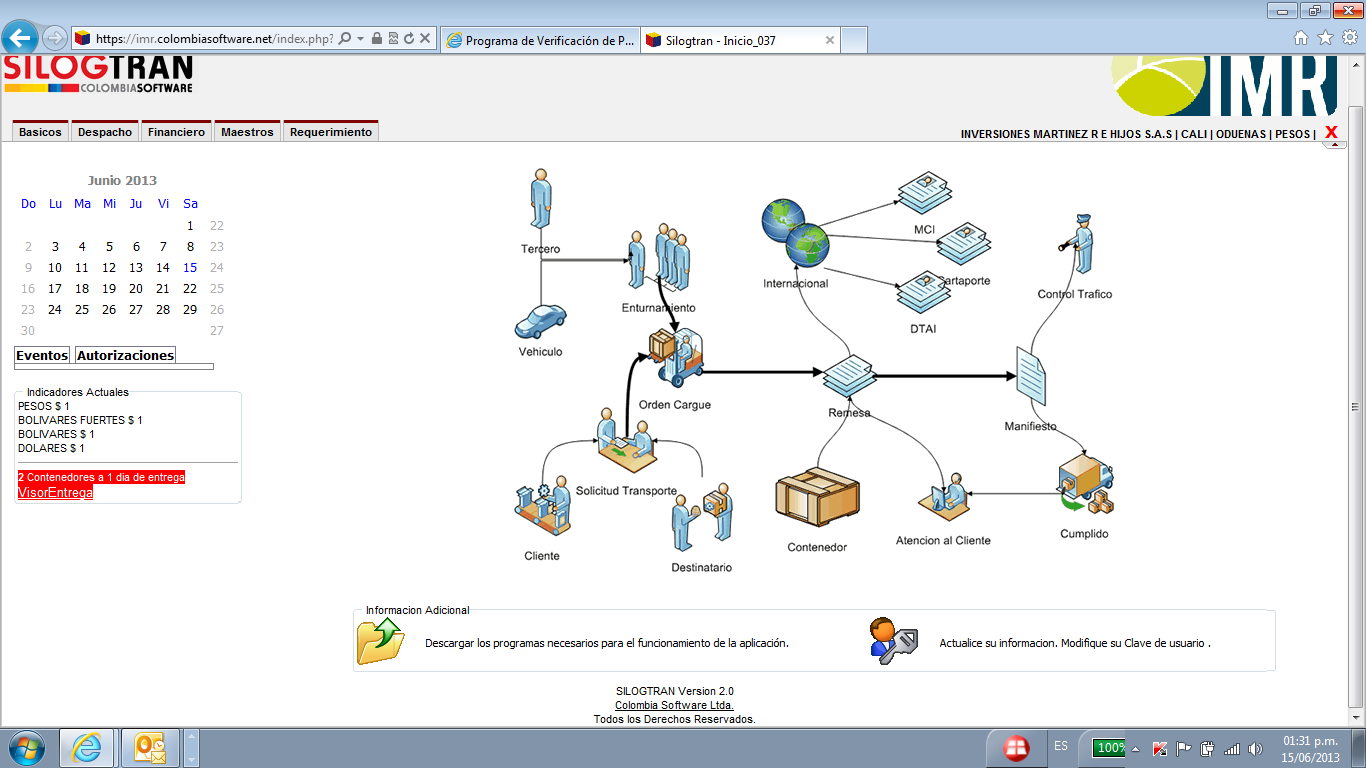 https://imr.colombiasoftware.net/index.php?
Programa de Verificación de P...
Silogtran - Inicio_037
SILOGTRAN
COLOMBIASOFTWARE
IMR
Basicos Despacho Financiero Maestros Requerimiento
INVERSIONES MARTINEZ R E HIJOS S.A.S | CALI | ODUENAS | PESOS | X
Junio 2013
Do Lu Ma Mi Ju Vi Sa
1 22
2 3 4 5 6 7 8 23
9 10 11 12 13 14 15 24
16 17 18 19 20 21 22 25
23 24 25 26 27 28 29 26
30 27
Eventos Autorizaciones
Indicadores Actuales
PESOS $ 1
BOLIVARES FUERTES $ 1
BOLIVARES $ 1
DOLARES $ 1
2 Contenedores a 1 dia de entrega
VisorEntrega
Tercero
Enturnamiento
Vehiculo
Orden Cargue
Solicitud Transporte
Cliente
Destinatario
Internacional
MCI
Cartaporte
DTAI
Control Trafico
Remesa
Manifiesto
Contenedor
Atencion al Cliente
Cumplido
Informacion Adicional
Descargar los programas necesarios para el funcionamiento de la aplicación.
Actualice su informacion. Modifique su Clave de usuario .
SILOGTRAN Version 2.0
Colombia Software Ltda.
Todos los Derechos Reservados.
ES
100%
01:31 p.m.
15/06/2013